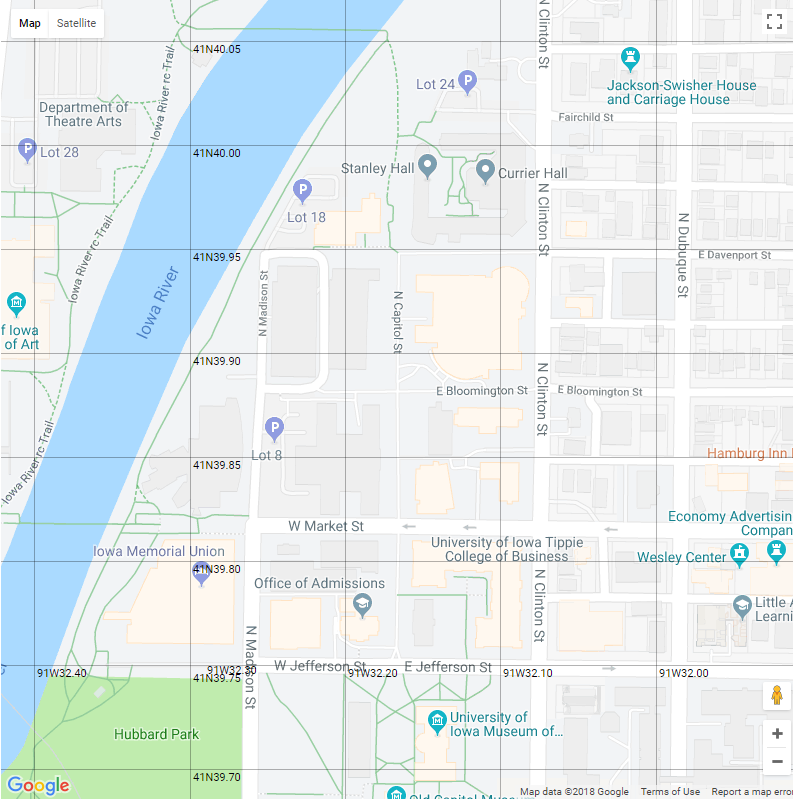 Map
Satellite
N Clinton St
41N40.05
Lot 24
Jackson-Swisher House
and Carriage House
Department of
Theatre Arts
Iowa River rc Trail
Fairchild St
Lot 28
41N40.00
Stanley Hall
Currier Hall
Lot 18
N Clinton St
N Dubuque St
Iowa River rc Trail
41N39.95
E Davenport St
Iowa River
N Madison St
N Capitol St
f Iowa
of Art
41N39.90
N Clinton St
E Bloomington St
E Bloomington St
Iowa River rc Trail
Lot 8
41N39.85
Hamburg Inn
W Market St
Economy Advertisin
Compan
University of Iowa Tippie
College of Business
Iowa Memorial Union
Wesley Center
41N39.80
Office of Admissions
N Clinton St
Little A
Learni
N Madison St
91W32.40
91W32.30
91W32.20
91W32.10
91W32.00
W Jefferson St
E Jefferson St
41N39.75
University of
Iowa Museum of...
Hubbard Park
41N39.70
Google
Old Capitol Museu
Map data ©2018 Google
Terms of Use
Report a map error